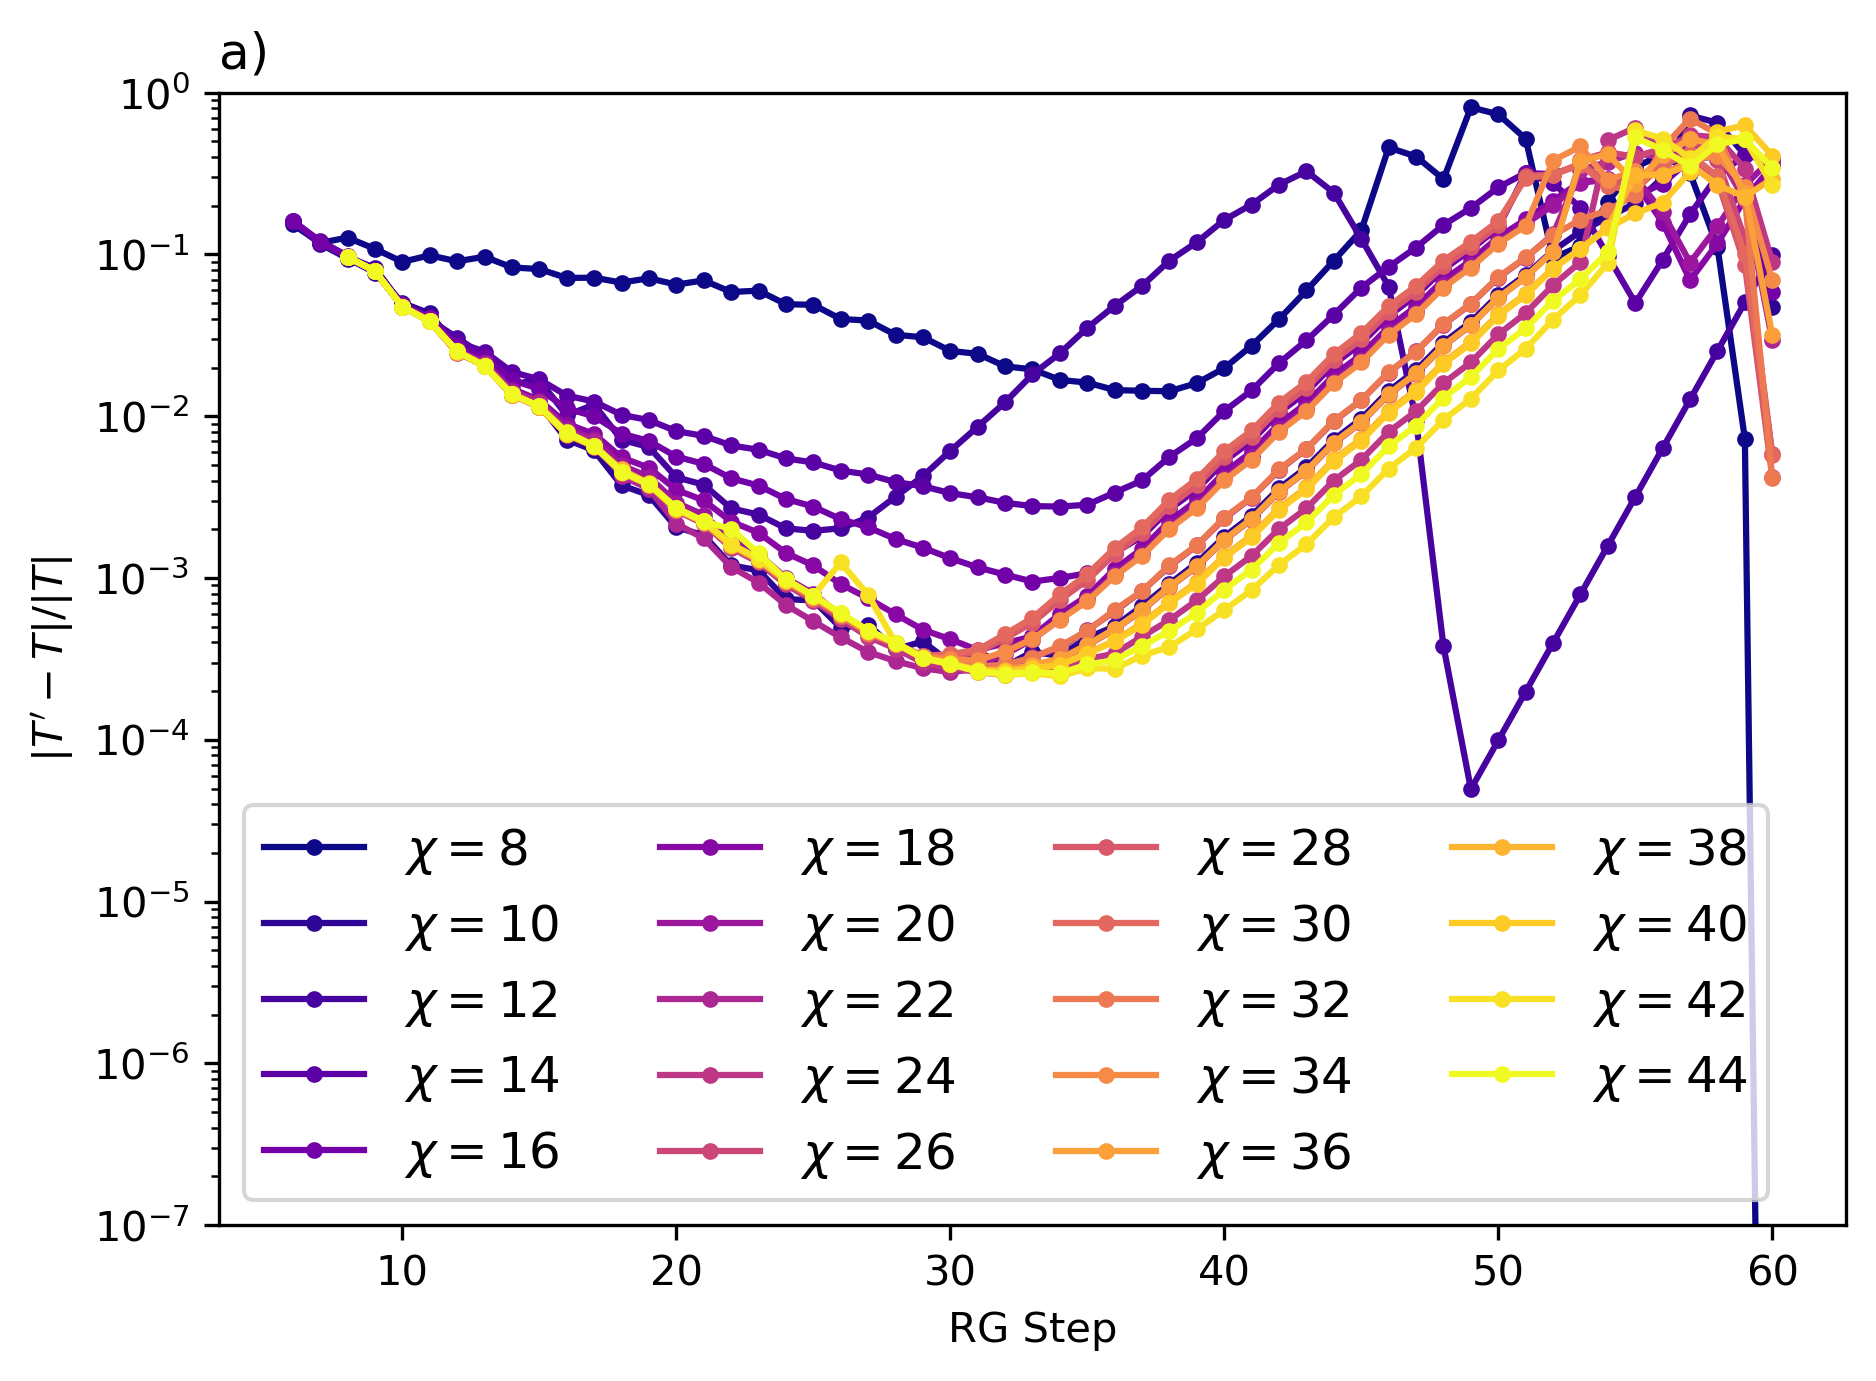 a)
10⁰
10⁻¹
10⁻²
10⁻³
10⁻⁴
10⁻⁵
10⁻⁶
10⁻⁷
|T′ − T|/|T|
χ = 8
χ = 10
χ = 12
χ = 14
χ = 16
χ = 18
χ = 20
χ = 22
χ = 24
χ = 26
χ = 28
χ = 30
χ = 32
χ = 34
χ = 36
χ = 38
χ = 40
χ = 42
χ = 44
10 20 30 40 50 60
RG Step